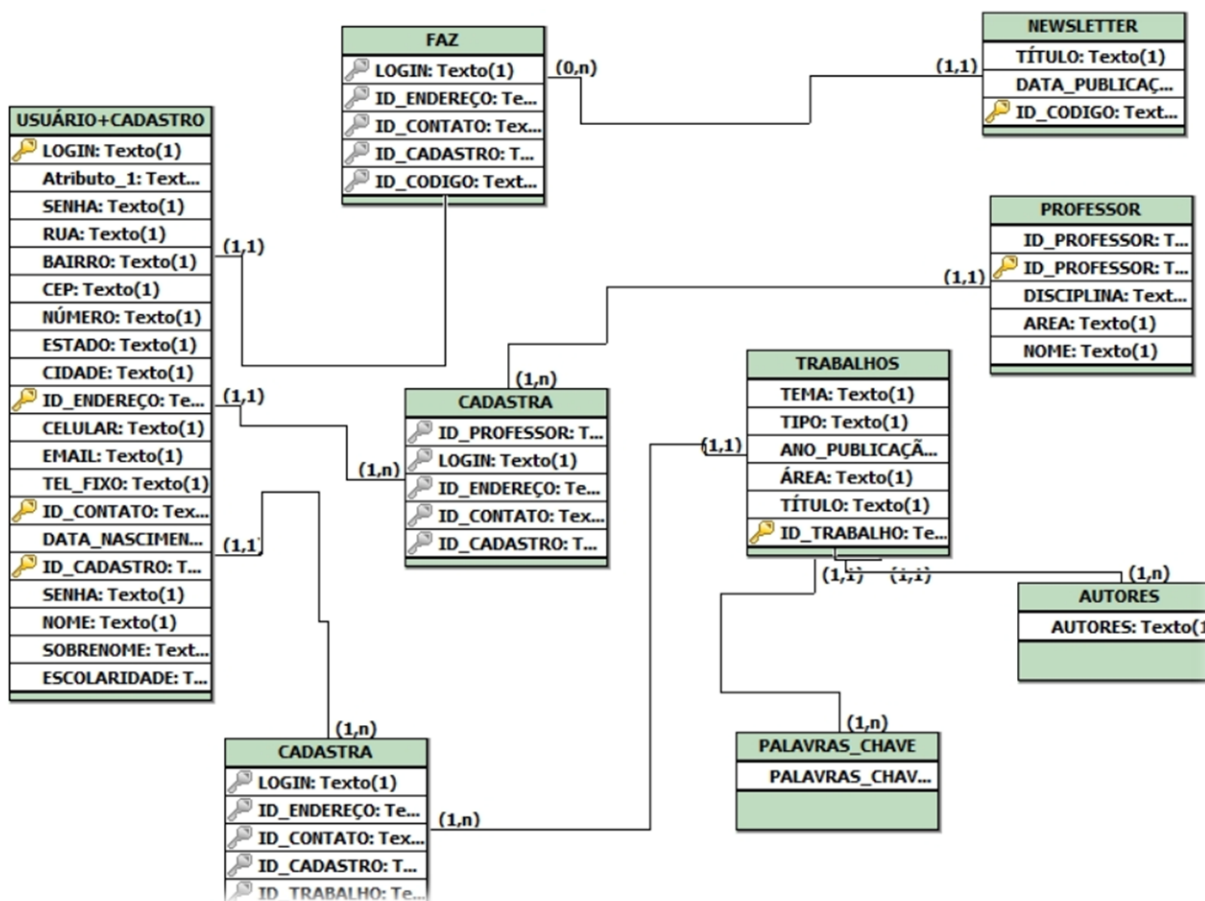 FAZ
LOGIN: Texto(1)
ID_ENDEREÇO: Te...
ID_CONTATO: Tex...
ID_CADASTRO: T...
ID_CODIGO: Text...
(0,n)
(1,1)
NEWSLETTER
TÍTULO: Texto(1)
DATA_PUBLICAÇ...
ID_CODIGO: Text...
USUÁRIO+CADASTRO
LOGIN: Texto(1)
Atributo_1: Text...
SENHA: Texto(1)
RUA: Texto(1)
BAIRRO: Texto(1)
CEP: Texto(1)
NÚMERO: Texto(1)
ESTADO: Texto(1)
CIDADE: Texto(1)
ID_ENDEREÇO: Te...
CELULAR: Texto(1)
EMAIL: Texto(1)
TEL_FIXO: Texto(1)
ID_CONTATO: Tex...
DATA_NASCIMEN...
ID_CADASTRO: T...
SENHA: Texto(1)
NOME: Texto(1)
SOBRENOME: Text...
ESCOLARIDADE: T...
(1,1)
(1,1)
(1,1)
PROFESSOR
ID_PROFESSOR: T...
ID_PROFESSOR: T...
DISCIPLINA: Text...
AREA: Texto(1)
NOME: Texto(1)
(1,1)
(1,n)
CADASTRA
ID_PROFESSOR: T...
LOGIN: Texto(1)
ID_ENDEREÇO: Te...
ID_CONTATO: Tex...
ID_CADASTRO: T...
(1,n)
TRABALHOS
TEMA: Texto(1)
TIPO: Texto(1)
ANO_PUBLICAÇÃ...
ÁREA: Texto(1)
TÍTULO: Texto(1)
ID_TRABALHO: Te...
(1,1)
(1,1)
(1,1)
(1,n)
AUTORES
AUTORES: Texto(1
(1,n)
PALAVRAS_CHAVE
PALAVRAS_CHAV...
(1,n)
CADASTRA
LOGIN: Texto(1)
ID_ENDEREÇO: Te...
ID_CONTATO: Tex...
ID_CADASTRO: T...
ID_TRABALHO: Te...
(1,n)